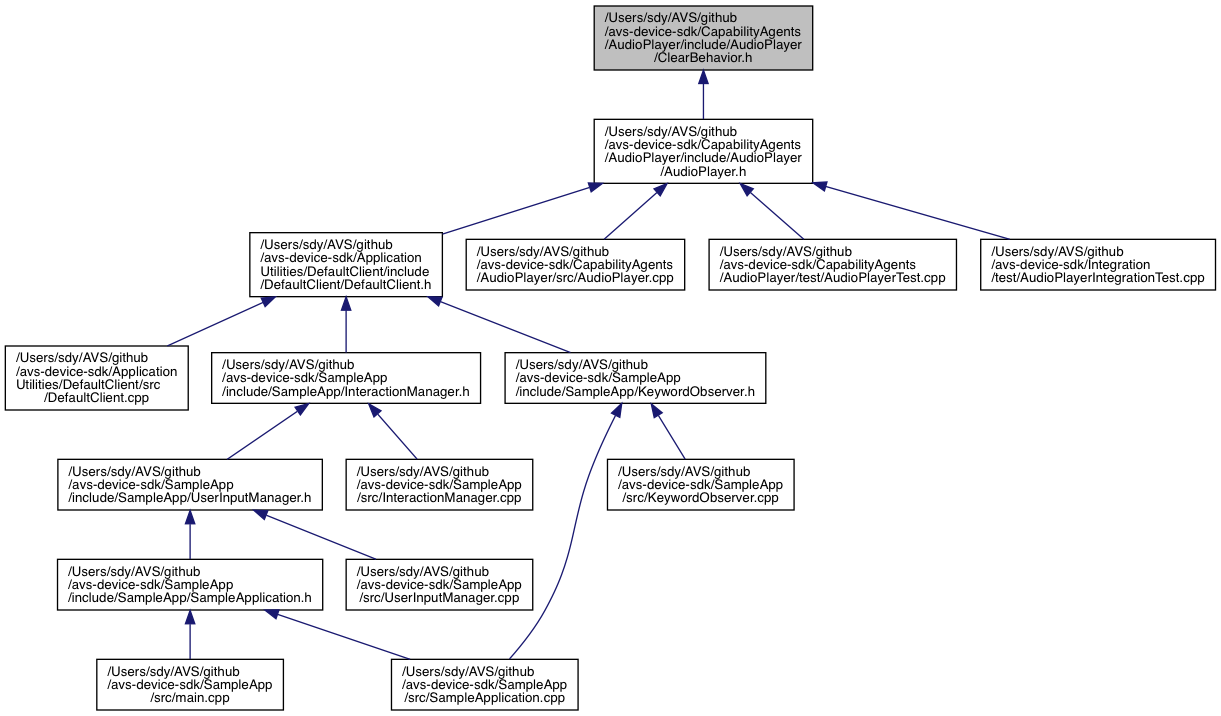 /Users/sdy/AVS/github
/avs-device-sdk/CapabilityAgents
/AudioPlayer/include/AudioPlayer
/ClearBehavior.h
/Users/sdy/AVS/github
/avs-device-sdk/CapabilityAgents
/AudioPlayer/include/AudioPlayer
/AudioPlayer.h
/Users/sdy/AVS/github
/avs-device-sdk/Application
Utilities/DefaultClient/include
/DefaultClient/DefaultClient.h
/Users/sdy/AVS/github
/avs-device-sdk/CapabilityAgents
/AudioPlayer/src/AudioPlayer.cpp
/Users/sdy/AVS/github
/avs-device-sdk/CapabilityAgents
/AudioPlayer/test/AudioPlayerTest.cpp
/Users/sdy/AVS/github
/avs-device-sdk/Integration
/test/AudioPlayerIntegrationTest.cpp
/Users/sdy/AVS/github
/avs-device-sdk/Application
Utilities/DefaultClient/src
/DefaultClient.cpp
/Users/sdy/AVS/github
/avs-device-sdk/SampleApp
/include/SampleApp/InteractionManager.h
/Users/sdy/AVS/github
/avs-device-sdk/SampleApp
/include/SampleApp/KeywordObserver.h
/Users/sdy/AVS/github
/avs-device-sdk/SampleApp
/include/SampleApp/UserInputManager.h
/Users/sdy/AVS/github
/avs-device-sdk/SampleApp
/src/InteractionManager.cpp
/Users/sdy/AVS/github
/avs-device-sdk/SampleApp
/src/KeywordObserver.cpp
/Users/sdy/AVS/github
/avs-device-sdk/SampleApp
/include/SampleApp/SampleApplication.h
/Users/sdy/AVS/github
/avs-device-sdk/SampleApp
/src/UserInputManager.cpp
/Users/sdy/AVS/github
/avs-device-sdk/SampleApp
/src/main.cpp
/Users/sdy/AVS/github
/avs-device-sdk/SampleApp
/src/SampleApplication.cpp